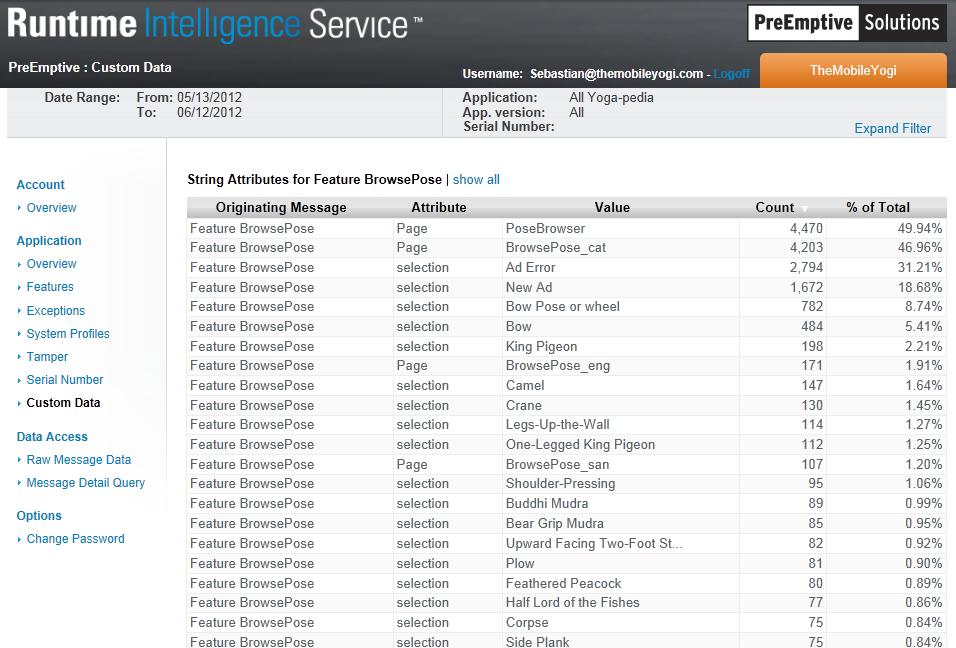 Runtime Intelligence Service ™
PreEmptive Solutions
PreEmptive : Custom Data
Username: Sebastian@themobileyogi.com - Logoff
TheMobileYogi
Date Range: From: 05/13/2012
To: 06/12/2012
Application: All Yoga-pedia
App. version: All
Serial Number:
Expand Filter
Account
Overview
Application
Overview
Features
Exceptions
System Profiles
Tamper
Serial Number
Custom Data
Data Access
Raw Message Data
Message Detail Query
Options
Change Password
String Attributes for Feature BrowsePose | show all
Originating Message Attribute Value Count % of Total
Feature BrowsePose Page PoseBrowser 4,470 49.94%
Feature BrowsePose Page BrowsePose_cat 4,203 46.96%
Feature BrowsePose selection Ad Error 2,794 31.21%
Feature BrowsePose selection New Ad 1,672 18.68%
Feature BrowsePose selection Bow Pose or wheel 782 8.74%
Feature BrowsePose selection Bow 484 5.41%
Feature BrowsePose selection King Pigeon 198 2.21%
Feature BrowsePose Page BrowsePose_eng 171 1.91%
Feature BrowsePose selection Camel 147 1.64%
Feature BrowsePose selection Crane 130 1.45%
Feature BrowsePose selection Legs-Up-the-Wall 114 1.27%
Feature BrowsePose selection One-Legged King Pigeon 112 1.25%
Feature BrowsePose Page BrowsePose_san 107 1.20%
Feature BrowsePose selection Shoulder-Pressing 95 1.06%
Feature BrowsePose selection Buddhi Mudra 89 0.99%
Feature BrowsePose selection Bear Grip Mudra 85 0.95%
Feature BrowsePose selection Upward Facing Two-Foot St... 82 0.92%
Feature BrowsePose selection Plow 81 0.90%
Feature BrowsePose selection Feathered Peacock 80 0.89%
Feature BrowsePose selection Half Lord of the Fishes 77 0.86%
Feature BrowsePose selection Corpse 75 0.84%
Feature BrowsePose selection Side Plank 75 0.84%